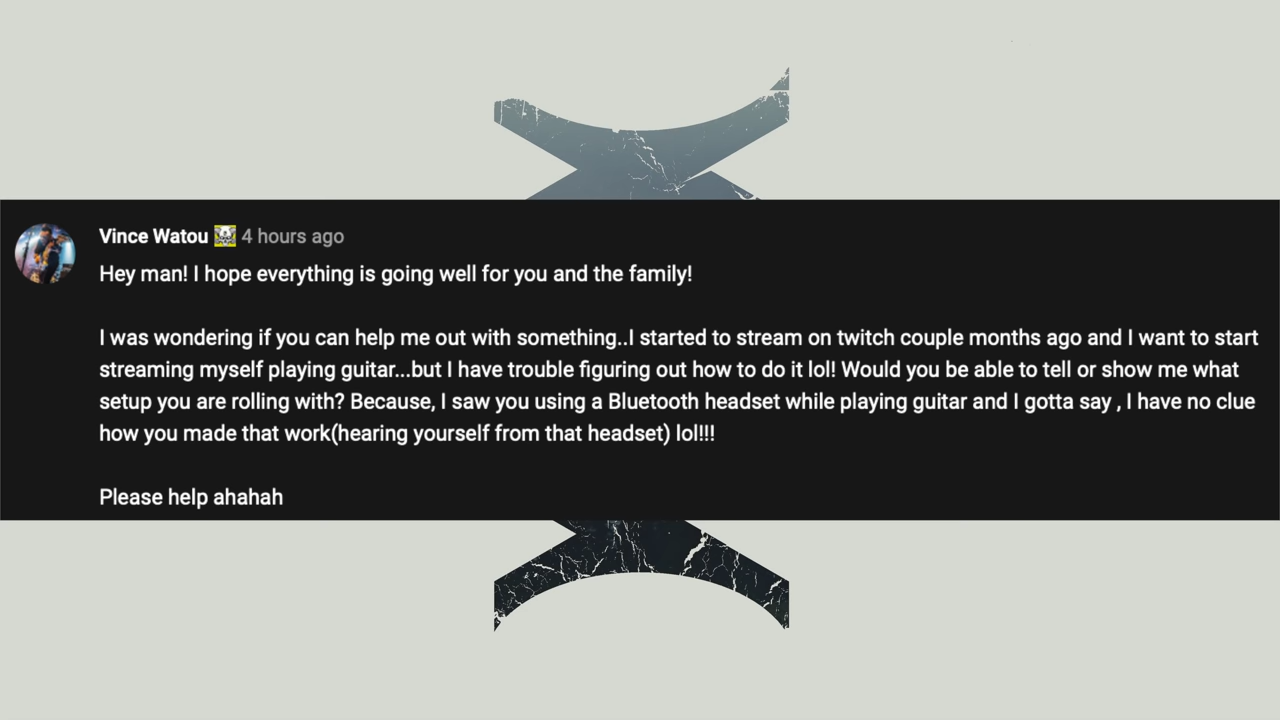 Vince Watou 4 hours ago
Hey man! I hope everything is going well for you and the family!
I was wondering if you can help me out with something..I started to stream on twitch couple months ago and I want to start
streaming myself playing guitar...but I have trouble figuring out how to do it lol! Would you be able to tell or show me what
setup you are rolling with? Because, I saw you using a Bluetooth headset while playing guitar and I gotta say , I have no clue
how you made that work(hearing yourself from that headset) lol!!!
Please help ahahah